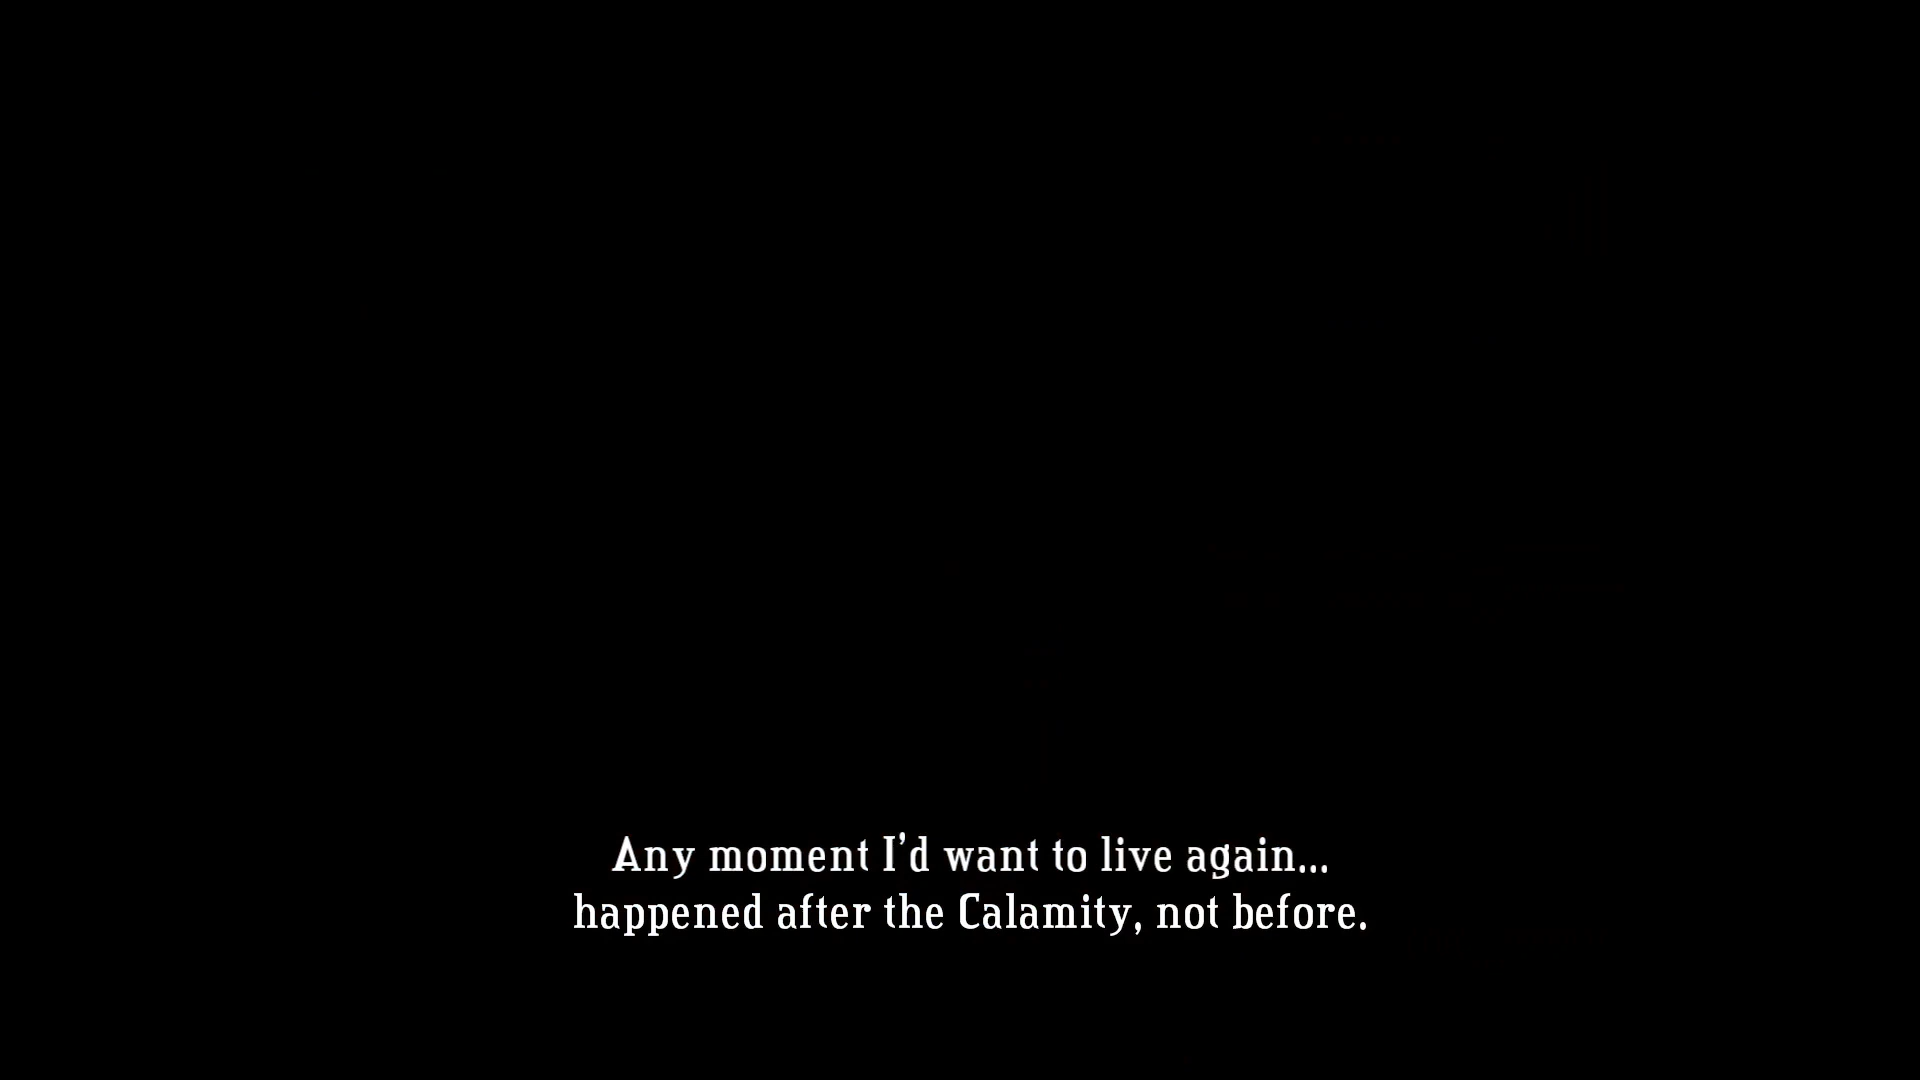 Any moment I’d want to live again...
happened after the Calamity, not before.